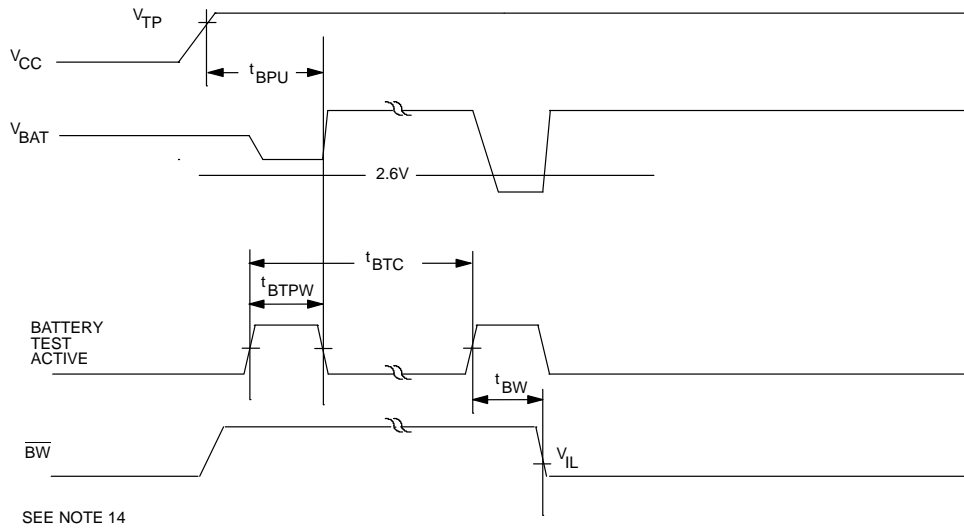 VTP
VCC
tBPU
VBAT
2.6V
tBTC
tBTPW
BATTERY
TEST
ACTIVE
tBW
BW
VIL
SEE NOTE 14